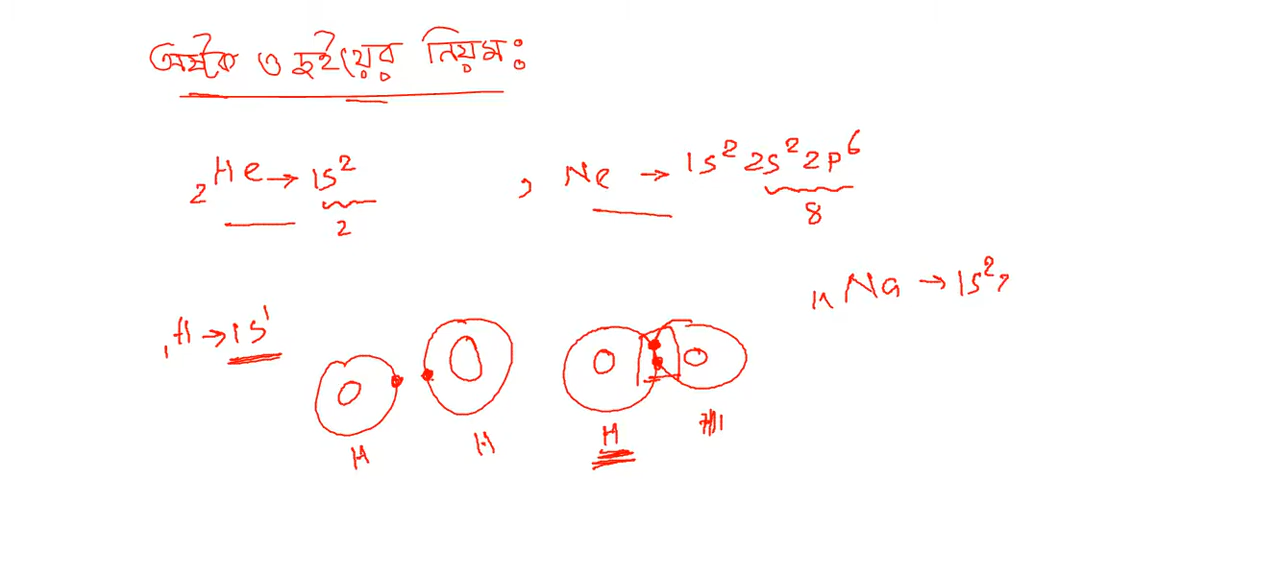 অষ্টক ও দুইয়ের নিয়ম:
₂He → 1s² , Ne → 1s² 2s² 2p⁶
2 8
₁₁Na → 1s²,
₁H → 1s¹
H H H